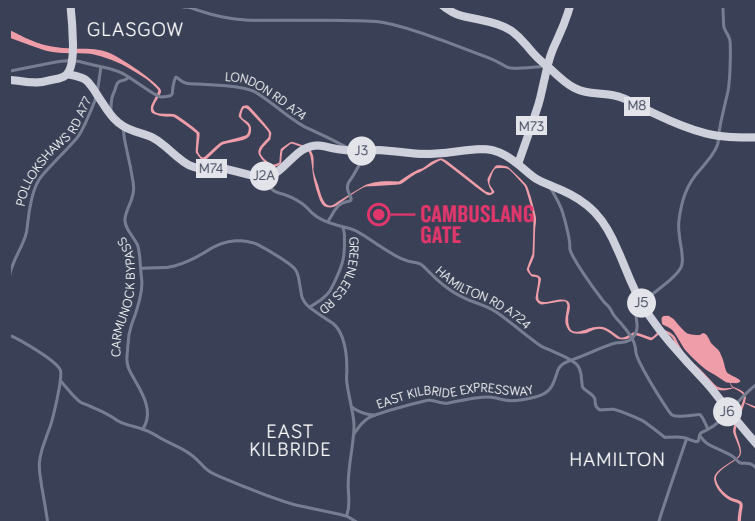 GLASGOW
LONDON RD A74
POLLOKSHAWS RD A77
M8
M73
J3
M74
J2A
CAMBUSLANG
GATE
CARMUNOCK BYPASS
GREENLEES RD
HAMILTON RD A724
J5
EAST KILBRIDE EXPRESSWAY
J6
EAST
KILBRIDE
HAMILTON